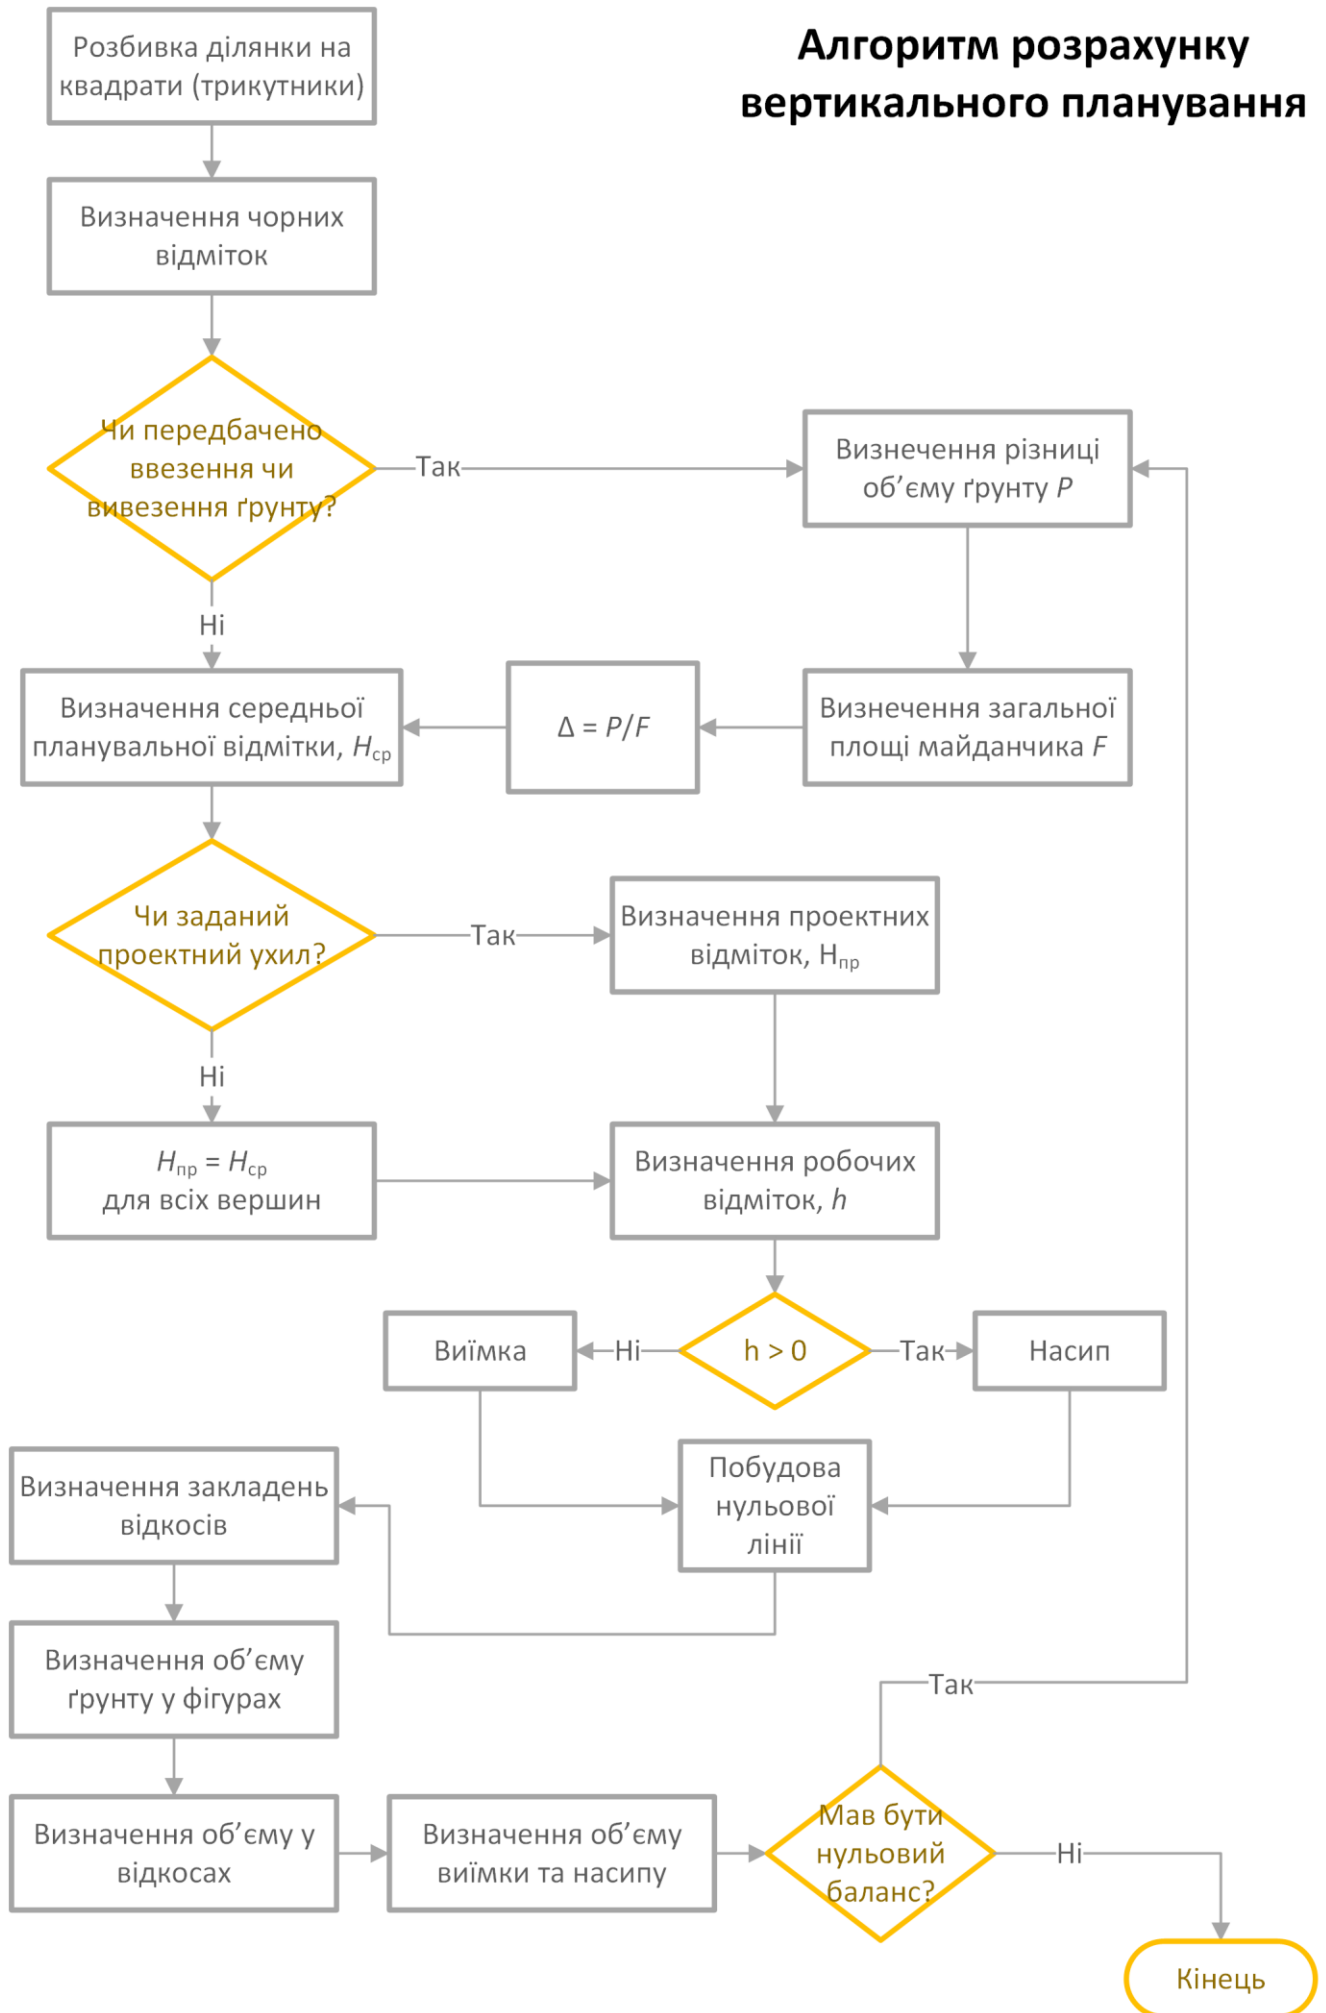 Алгоритм розрахунку
вертикального планування
Розбивка ділянки на
квадрати (трикутники)
Визначення чорних
відміток
Чи передбачено
ввезення чи
вивезення ґрунту?
Так
Визнечення різниці
об’єму ґрунту P
Ні
Визначення середньої
планувальної відмітки, Hср
Δ = P/F
Визнечення загальної
площі майданчика F
Чи заданий
проектний ухил?
Так
Визначення проектних
відміток, Hпр
Ні
Hпр = Hср
для всіх вершин
Визначення робочих
відміток, h
Виїмка
Ні
h > 0
Так
Насип
Побудова
нульової
лінії
Визначення закладень
відкосів
Визначення об’єму
ґрунту у фігурах
Так
Визначення об’єму у
відкосах
Визначення об’єму
виїмки та насипу
Мав бути
нульовий
баланс?
Ні
Кінець